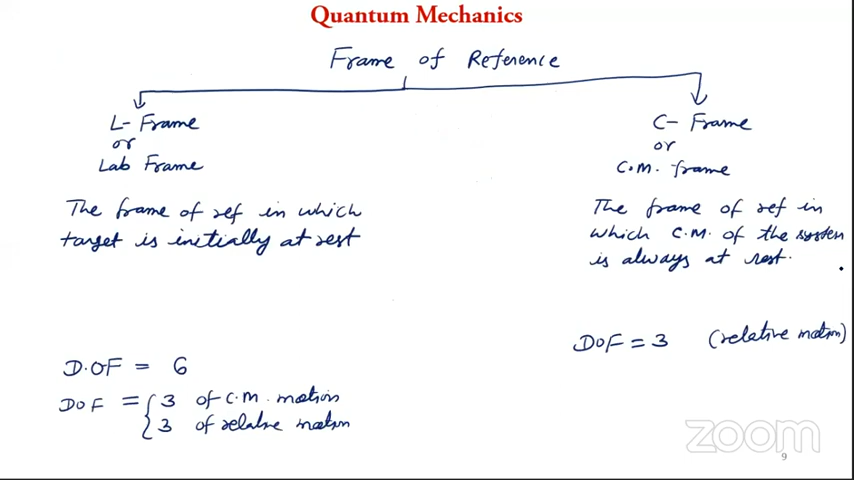 Quantum Mechanics
Frame of Reference
L- Frame
or
Lab Frame
The frame of ref in which
target is initially at rest
D.OF = 6
DOF = { 3 of C.M. motion
3 of relative motion
C- Frame
or
C.M. frame
The frame of ref in
which C.M. of the system
is always at rest.
DOF = 3 (relative motion)
zoom
9